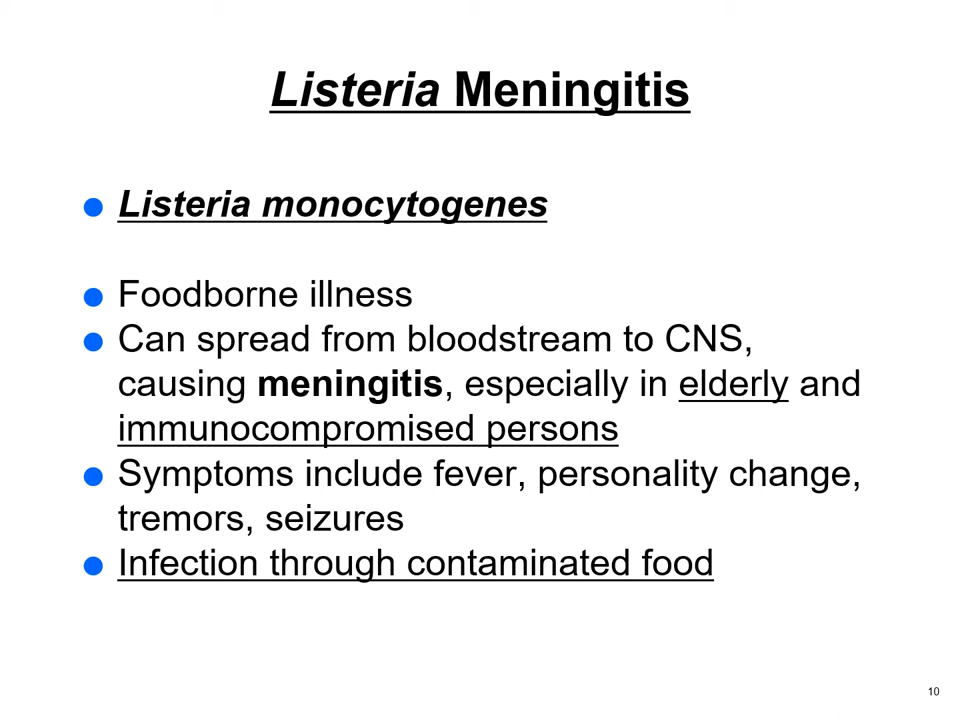 Listeria Meningitis
Listeria monocytogenes
Foodborne illness
Can spread from bloodstream to CNS,
causing meningitis, especially in elderly and
immunocompromised persons
Symptoms include fever, personality change,
tremors, seizures
Infection through contaminated food
10